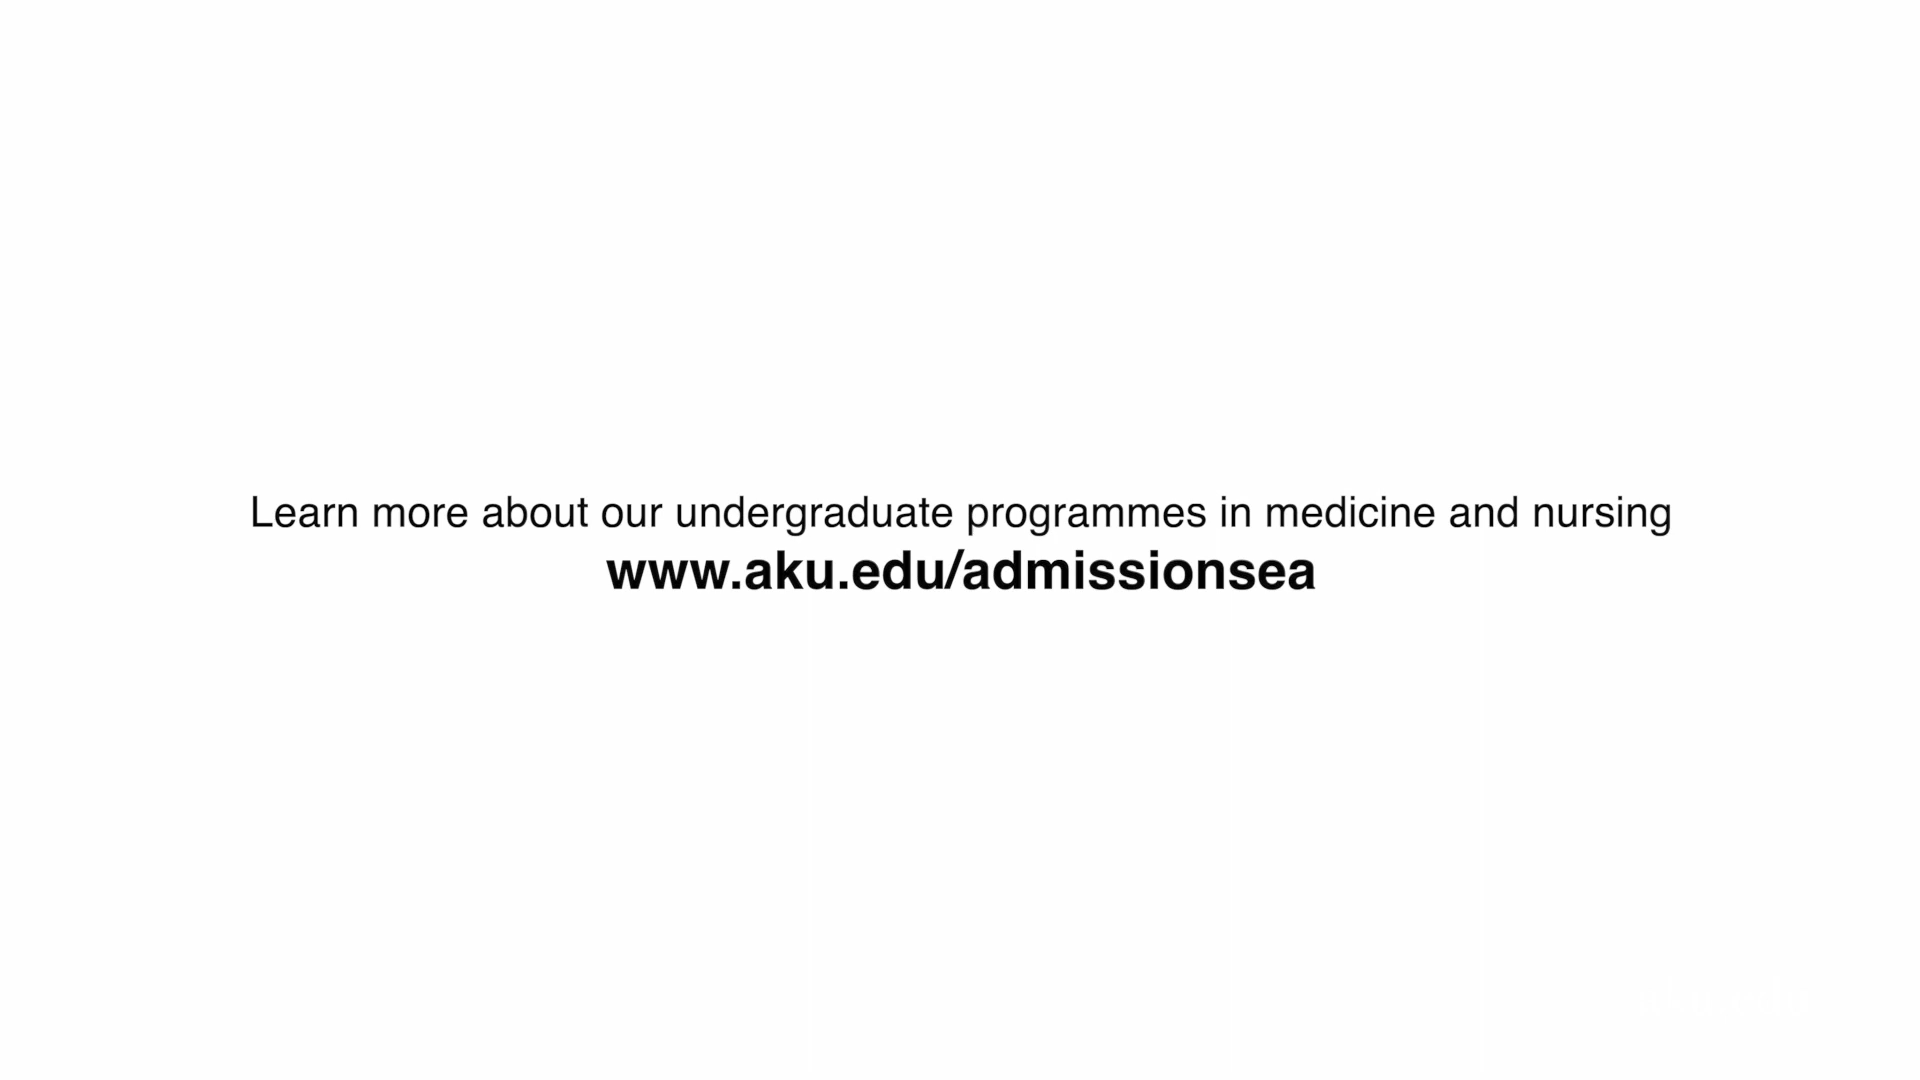 Learn more about our undergraduate programmes in medicine and nursing
www.aku.edu/admissionsea